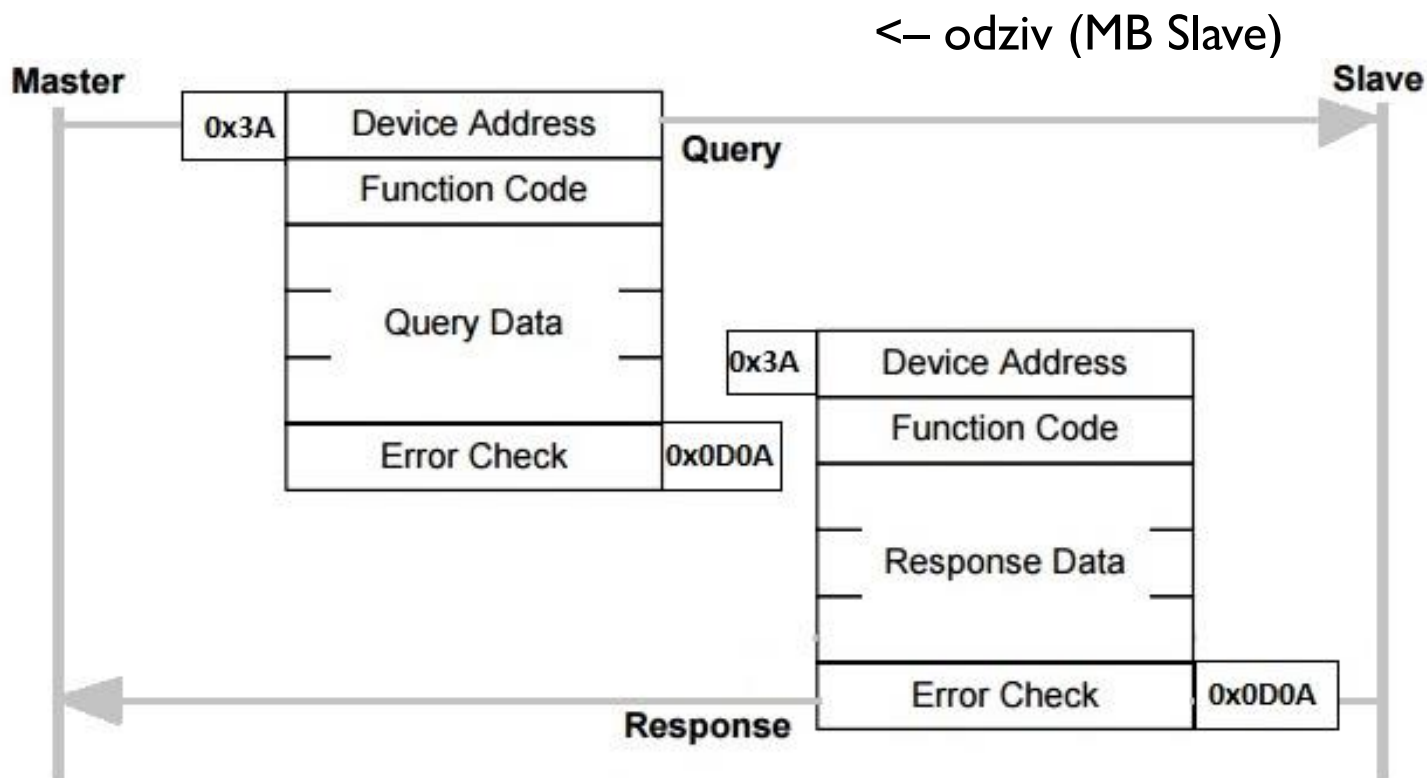 <– odziv (MB Slave)
Master
Slave
0x3A
Device Address
Query
Function Code
Query Data
Error Check
0x0D0A
0x3A
Device Address
Function Code
Response Data
Error Check
0x0D0A
Response